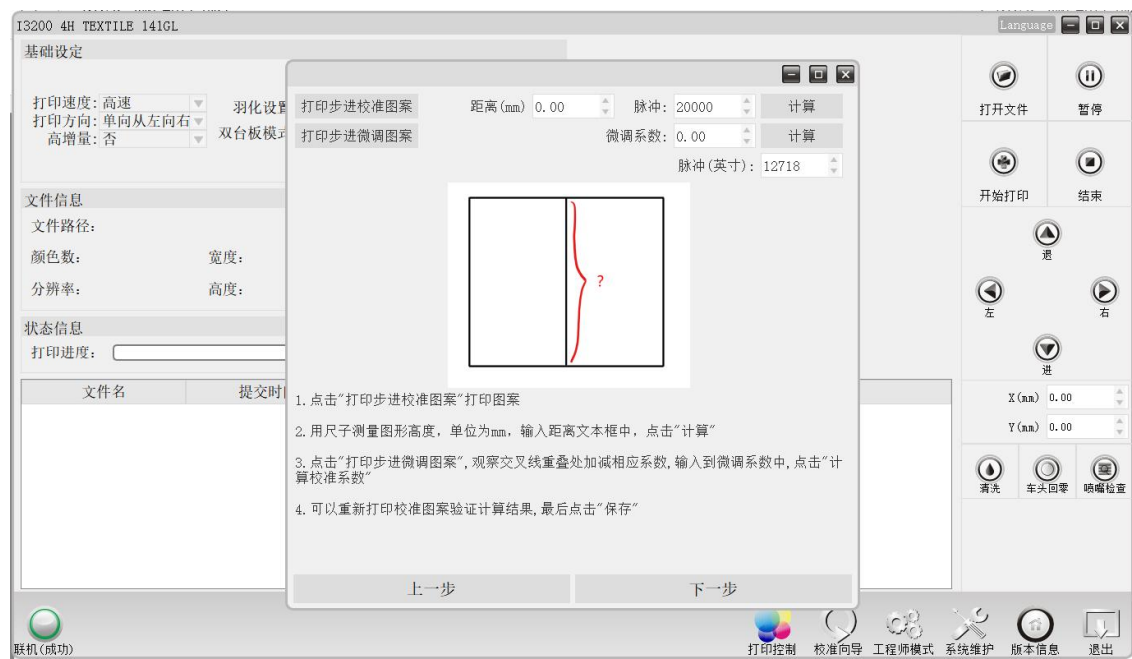 I3200 4H TEXTILE 141GL
Language
基础设定
打印速度: 高速
羽化设置
打印方向: 单向从左向右
双台板模式
高增量: 否
文件信息
文件路径:
颜色数:
宽度:
分辨率:
高度:
状态信息
打印进度:
文件名
提交时
打印步进校准图案
距离(mm) 0.00
脉冲: 20000
计算
打印步进微调图案
微调系数: 0.00
计算
脉冲(英寸): 12718
?
1. 点击"打印步进校准图案"打印图案
2. 用尺子测量图形高度, 单位为mm, 输入距离文本框中, 点击"计算"
3. 点击"打印步进微调图案", 观察交叉线重叠处加减相应系数, 输入到微调系数中, 点击"计
算校准系数"
4. 可以重新打印校准图案验证计算结果, 最后点击"保存"
上一步
下一步
打开文件
暂停
开始打印
结束
退
左
右
进
X(mm) 0.00
Y(mm) 0.00
清洗
车头回零
喷嘴检查
联机(成功)
打印控制
校准向导
工程师模式
系统维护
版本信息
退出